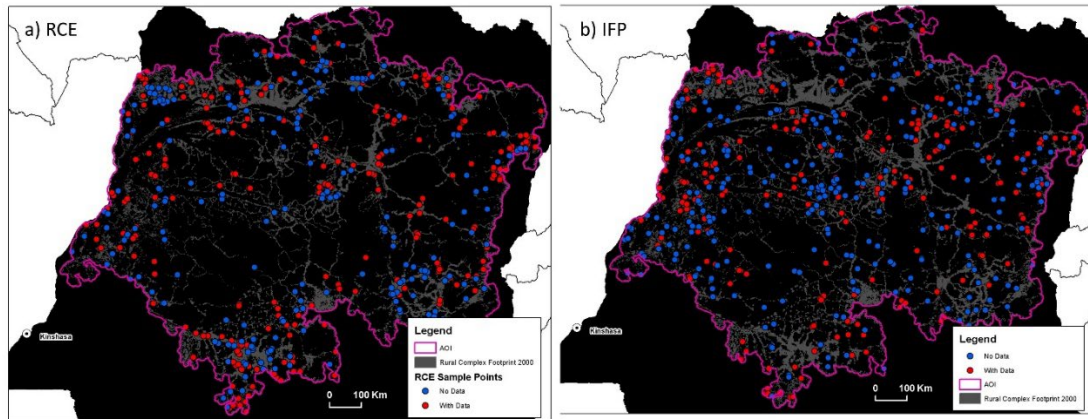 a) RCE
Kinshasa
Legend
AOI
Rural Complex Footprint 2000
RCE Sample Points
No Data
With Data
0 100 Km
b) IFP
Kinshasa
Legend
No Data
With Data
AOI
Rural Complex Footprint 2000
0 100 Km